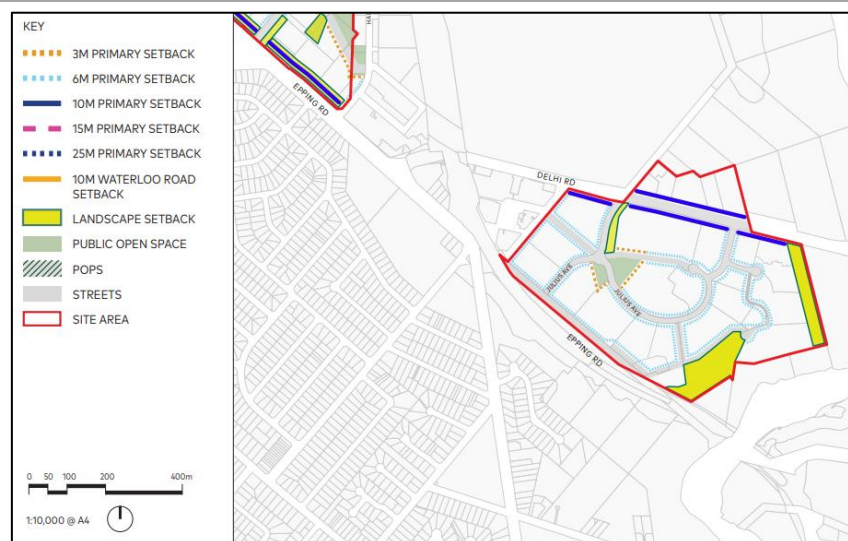 KEY
3M PRIMARY SETBACK
6M PRIMARY SETBACK
10M PRIMARY SETBACK
15M PRIMARY SETBACK
25M PRIMARY SETBACK
10M WATERLOO ROAD
SETBACK
LANDSCAPE SETBACK
PUBLIC OPEN SPACE
POPS
STREETS
SITE AREA
0 50 100 200 400m
1:10,000 @ A4
EPPING RD
DELHI RD
JULIUS AVE
JULIUS AVE
EPPING RD